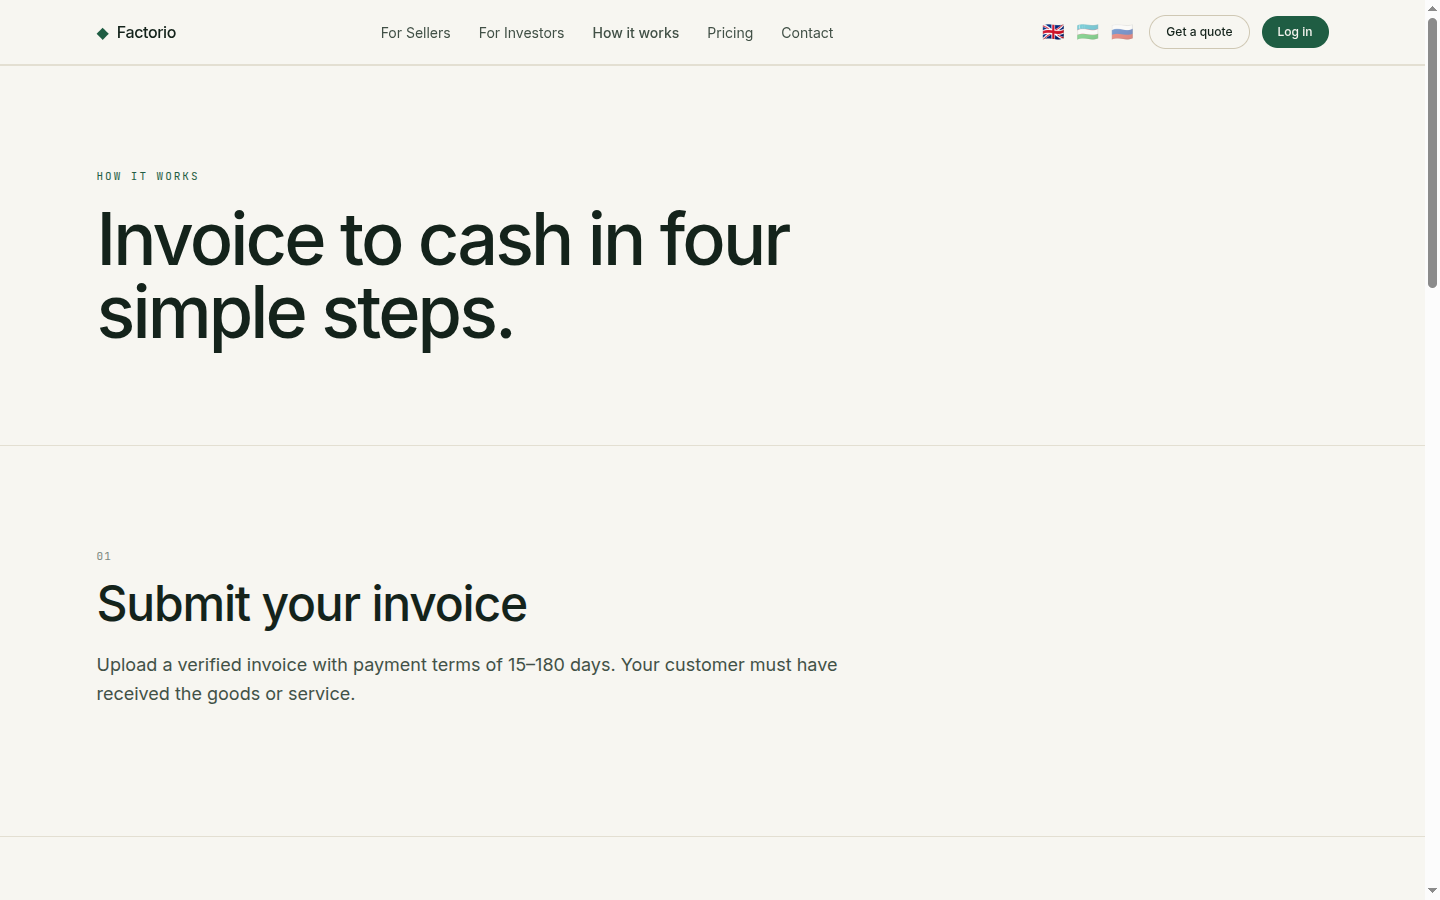 Factorio
For Sellers
For Investors
How it works
Pricing
Contact
Get a quote
Log in
HOW IT WORKS
Invoice to cash in four
simple steps.
01
Submit your invoice
Upload a verified invoice with payment terms of 15–180 days. Your customer must have
received the goods or service.